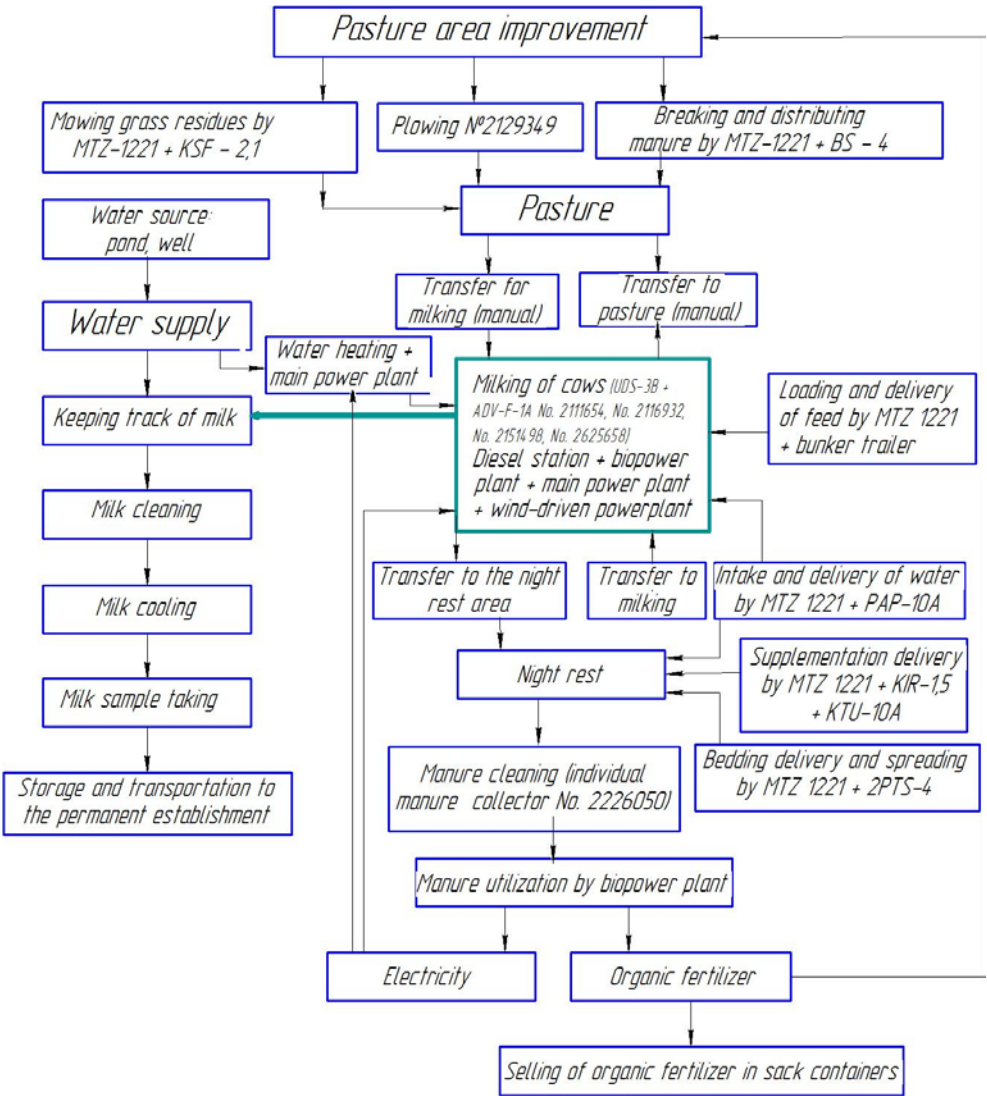 Pasture area improvement
Mowing grass residues by
MTZ-1221 + KSF - 2,1
Plowing №2129349
Breaking and distributing
manure by MTZ-1221 + BS - 4
Pasture
Water source:
pond, well
Transfer for
milking (manual)
Transfer to
pasture (manual)
Water supply
Water heating +
main power plant
Milking of cows (UDS-3B +
ADV-F-1A No. 2111654, No. 2116932,
No. 2151498, No. 2625658)
Diesel station + biopower
plant + main power plant
+ wind-driven powerplant
Loading and delivery
of feed by MTZ 1221
+ bunker trailer
Keeping track of milk
Milk cleaning
Transfer to the night
rest area
Transfer to
milking
Intake and delivery of water
by MTZ 1221 + PAP-10A
Milk cooling
Night rest
Supplementation delivery
by MTZ 1221 + KIR-1,5
+ KTU-10A
Milk sample taking
Bedding delivery and spreading
by MTZ 1221 + 2PTS-4
Manure cleaning (individual
manure collector No. 2226050)
Storage and transportation to
the permanent establishment
Manure utilization by biopower plant
Electricity
Organic fertilizer
Selling of organic fertilizer in sack containers